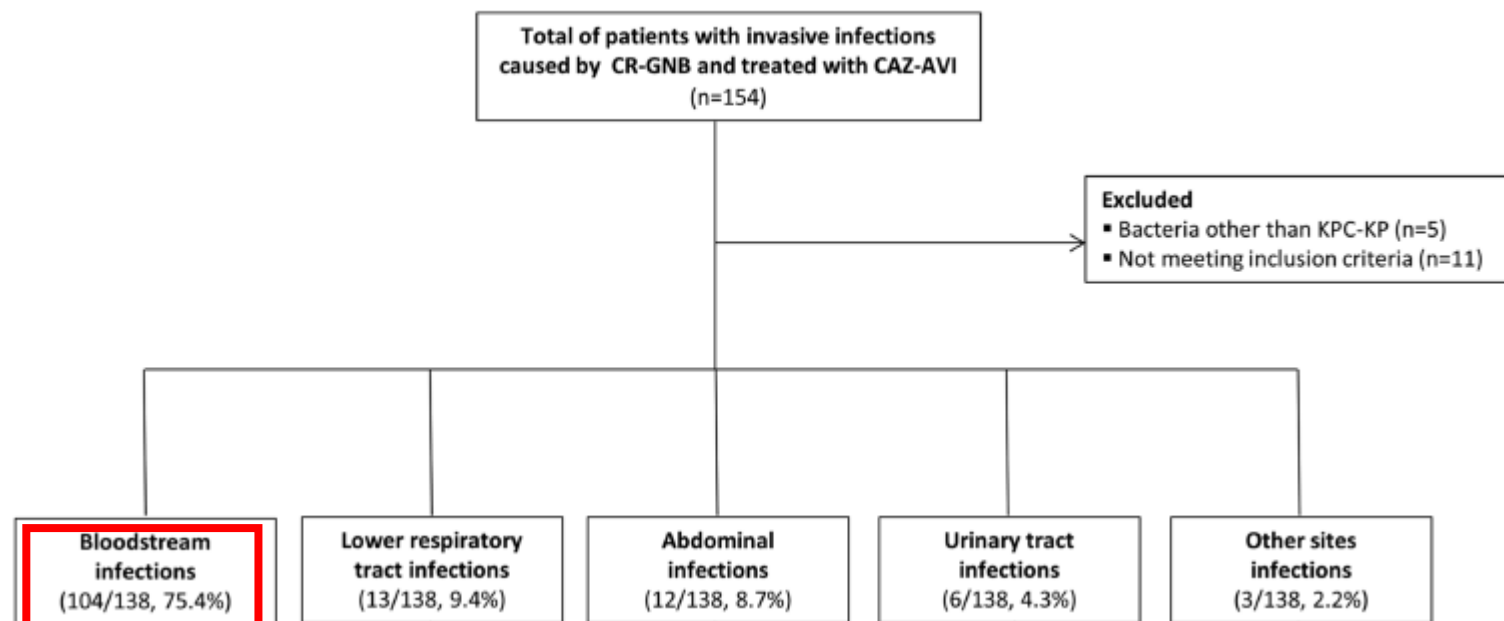 Total of patients with invasive infections
caused by CR-GNB and treated with CAZ-AVI
(n=154)
Excluded
▪ Bacteria other than KPC-KP (n=5)
▪ Not meeting inclusion criteria (n=11)
Bloodstream
infections
(104/138, 75.4%)
Lower respiratory
tract infections
(13/138, 9.4%)
Abdominal
infections
(12/138, 8.7%)
Urinary tract
infections
(6/138, 4.3%)
Other sites
infections
(3/138, 2.2%)